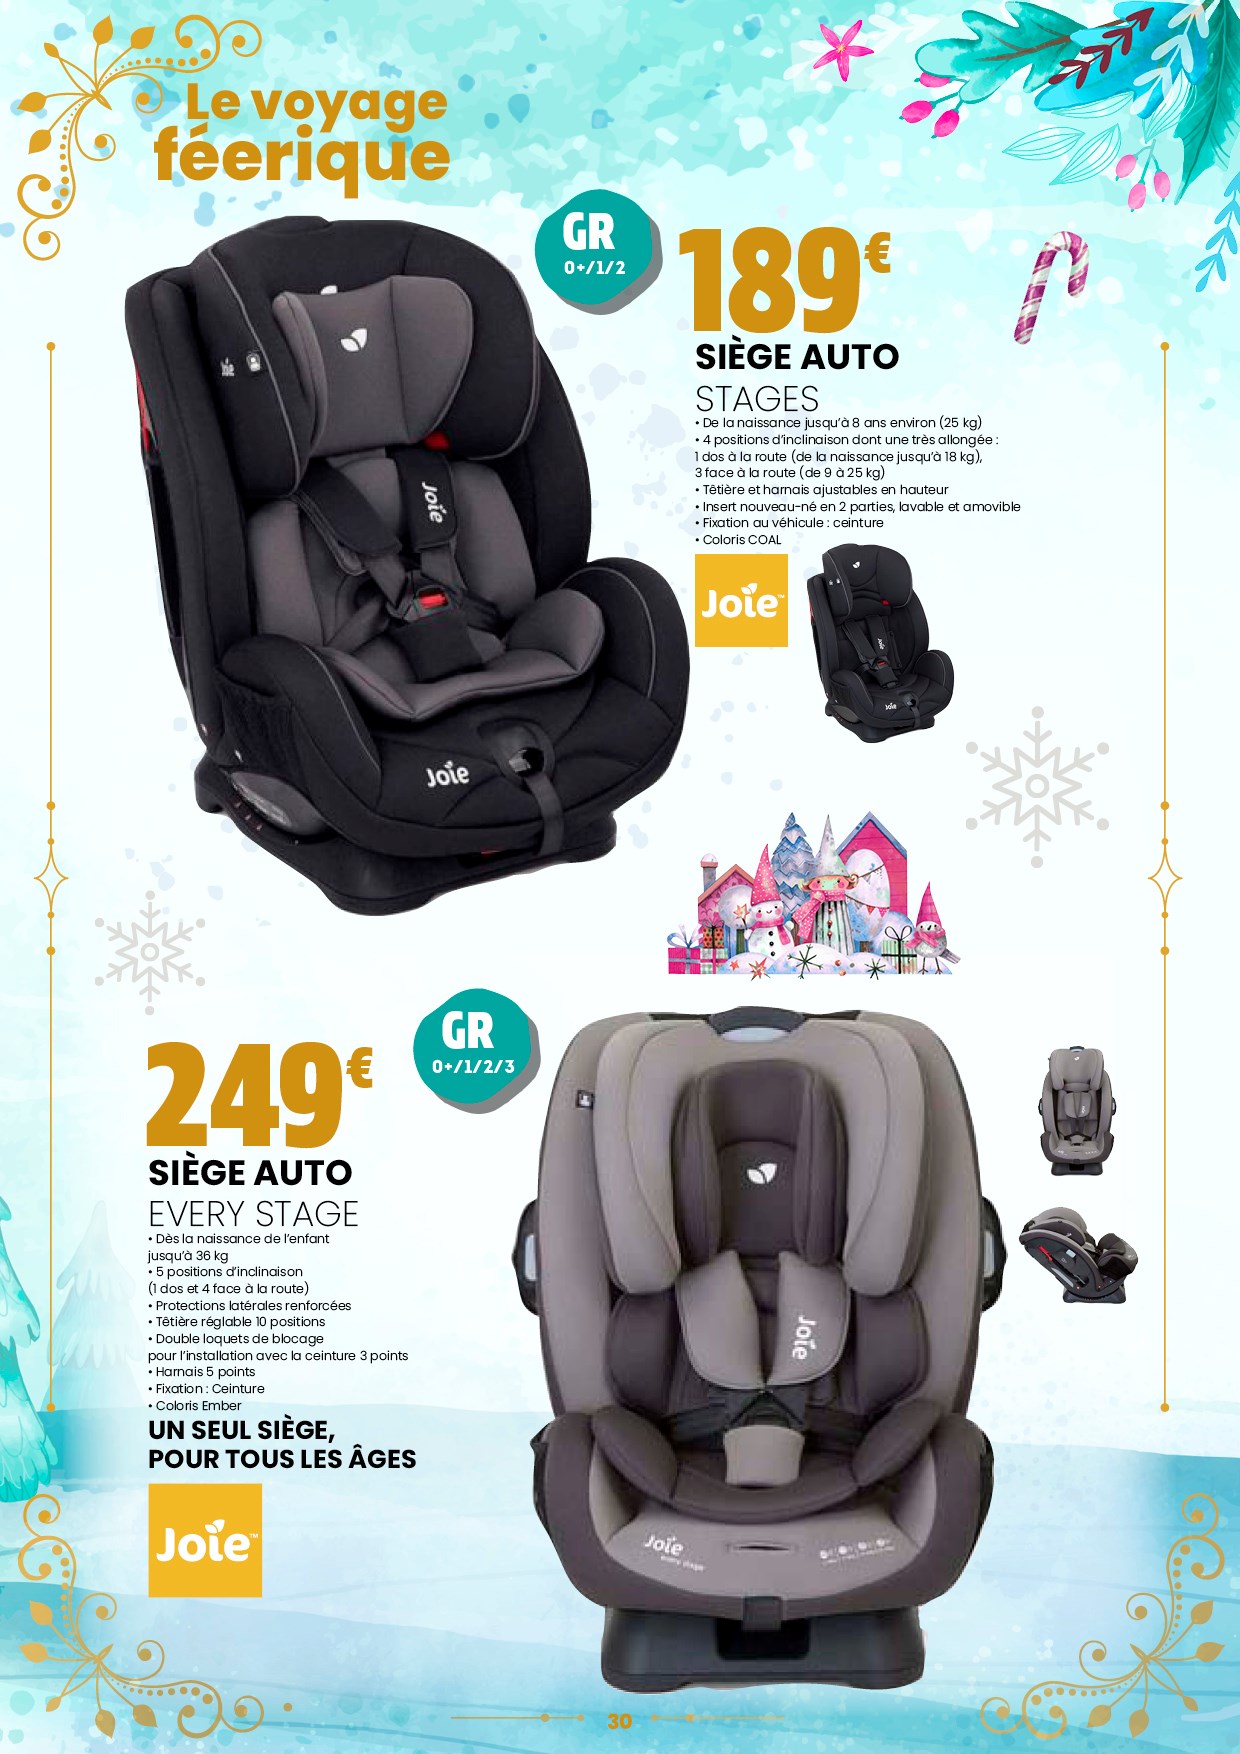 Le voyage
féerique
GR
0+/1/2
189€
SIÈGE AUTO
STAGES
• De la naissance jusqu'à 8 ans environ (25 kg)
• 4 positions d'inclinaison dont une très allongée :
1 dos à la route (de la naissance jusqu'à 18 kg),
3 face à la route (de 9 à 25 kg)
• Têtière et harnais ajustables en hauteur
• Insert nouveau-né en 2 parties, lavable et amovible
• Fixation au véhicule : ceinture
• Coloris COAL
Joie™
Joie
Joie
Joie
Joie
GR
0+/1/2/3
249€
SIÈGE AUTO
EVERY STAGE
• Dès la naissance de l'enfant
jusqu'à 36 kg
• 5 positions d'inclinaison
(1 dos et 4 face à la route)
• Protections latérales renforcées
• Têtière réglable 10 positions
• Double loquets de blocage
pour l'installation avec la ceinture 3 points
• Harnais 5 points
• Fixation : Ceinture
• Coloris Ember
UN SEUL SIÈGE,
POUR TOUS LES ÂGES
Joie™
Joie
Joie
every stage
30